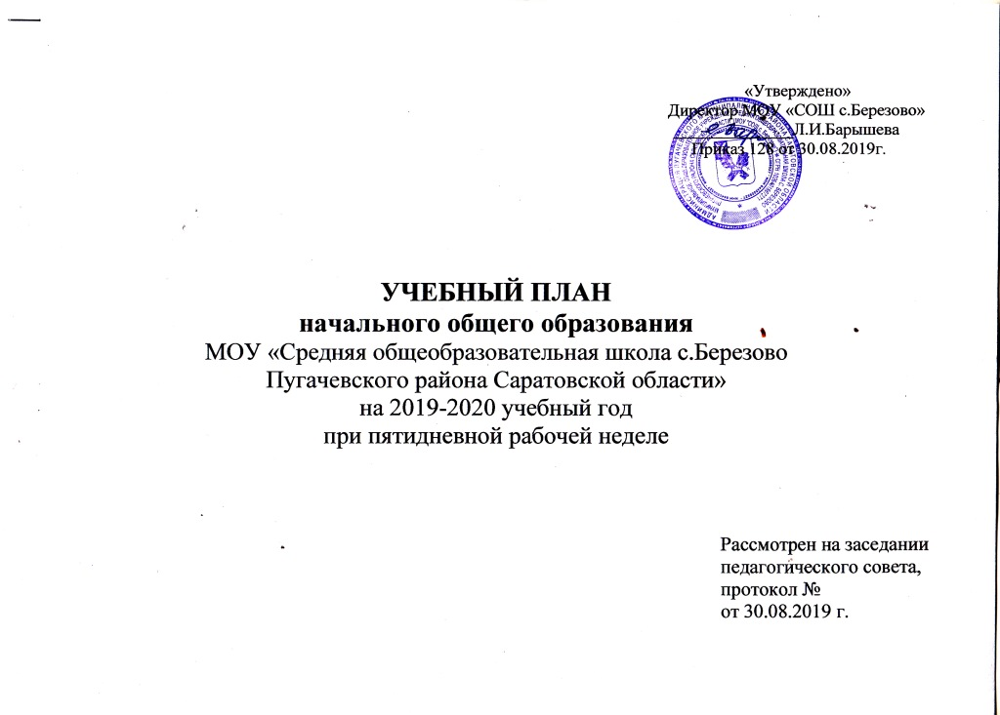 «Утверждено»
Директор МОУ «СОШ с.Березово»
Л.И.Барышева
Приказ 128 от 30.08.2019г.
УЧЕБНЫЙ ПЛАН
начального общего образования
МОУ «Средняя общеобразовательная школа с.Березово
Пугачевского района Саратовской области»
на 2019-2020 учебный год
при пятидневной рабочей неделе
Рассмотрен на заседании
педагогического совета,
протокол №
от 30.08.2019 г.